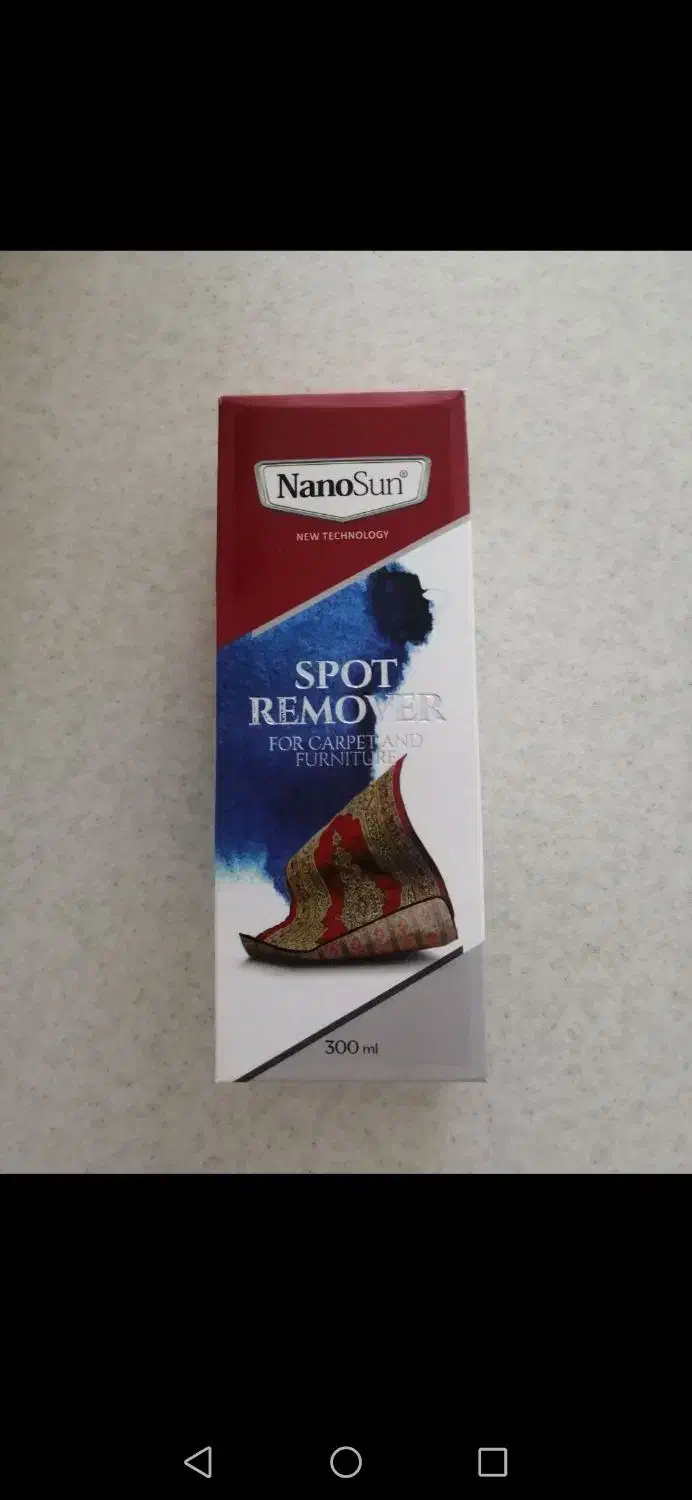 NanoSun®
NEW TECHNOLOGY
SPOT
REMOVER
FOR CARPET AND
FURNITURE
300 ml